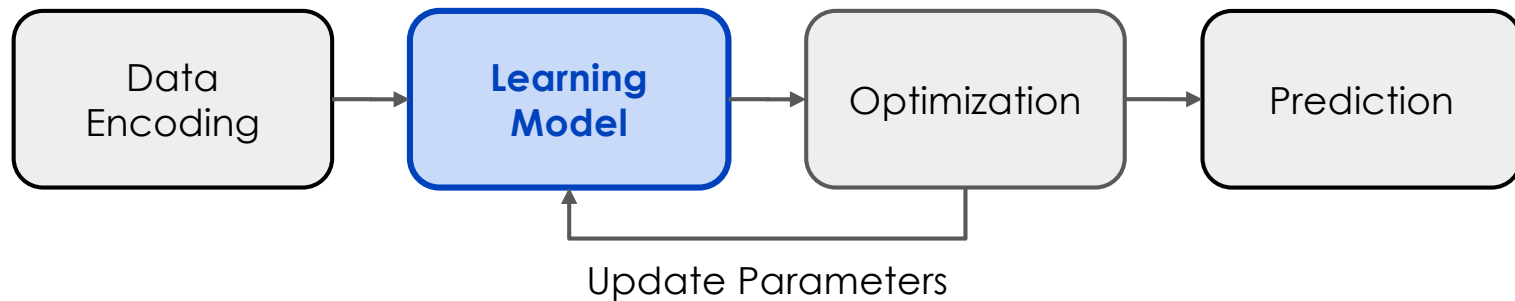 Data
Encoding
Learning
Model
Optimization
Prediction
Update Parameters